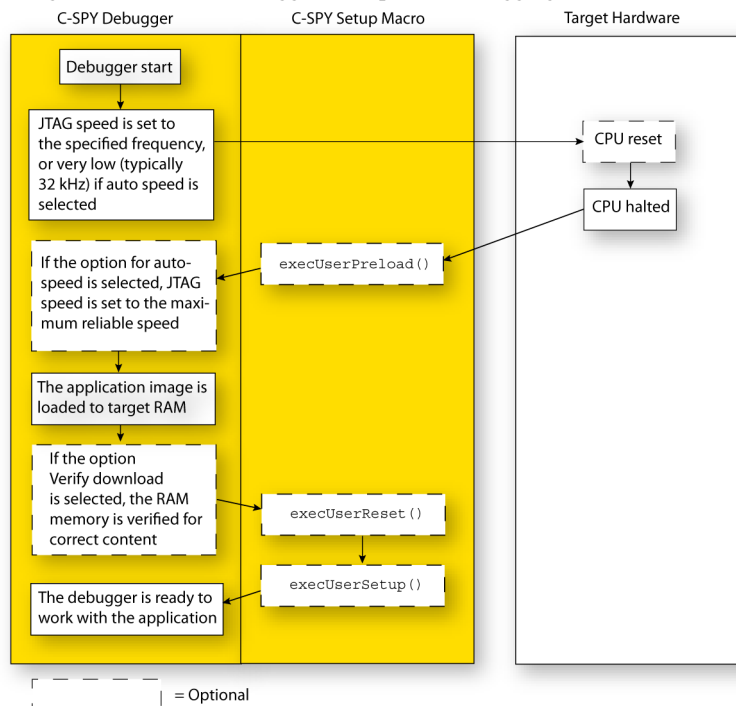 C-SPY Debugger
C-SPY Setup Macro
Target Hardware
Debugger start
JTAG speed is set to
the specified frequency,
or very low (typically
32 kHz) if auto speed is
selected
CPU reset
CPU halted
execUserPreload()
If the option for auto-
speed is selected, JTAG
speed is set to the maxi-
mum reliable speed
The application image is
loaded to target RAM
If the option
Verify download
is selected, the RAM
memory is verified for
correct content
execUserReset()
execUserSetup()
The debugger is ready to
work with the application
= Optional